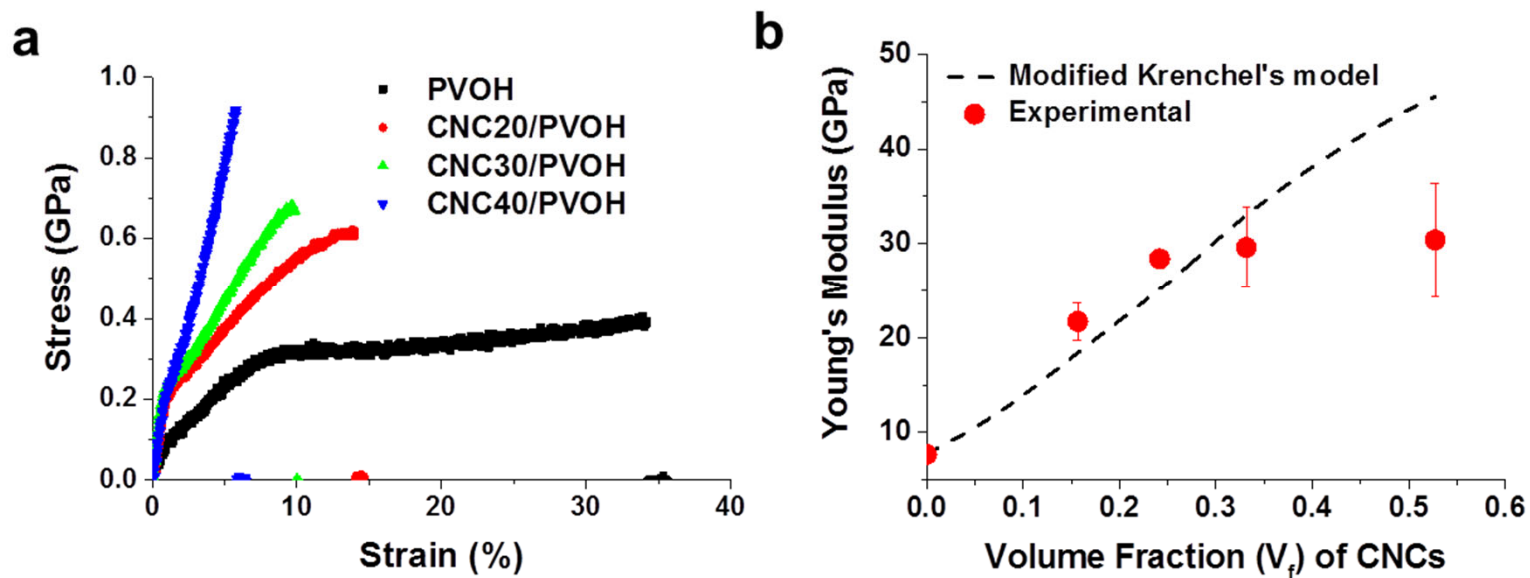 a
1.0
0.8
0.6
0.4
0.2
0.0
Stress (GPa)
PVOH
CNC20/PVOH
CNC30/PVOH
CNC40/PVOH
0
10
20
30
40
Strain (%)
b
50
40
30
20
10
Young's Modulus (GPa)
Modified Krenchel's model
Experimental
0.0
0.1
0.2
0.3
0.4
0.5
0.6
Volume Fraction (Vf) of CNCs